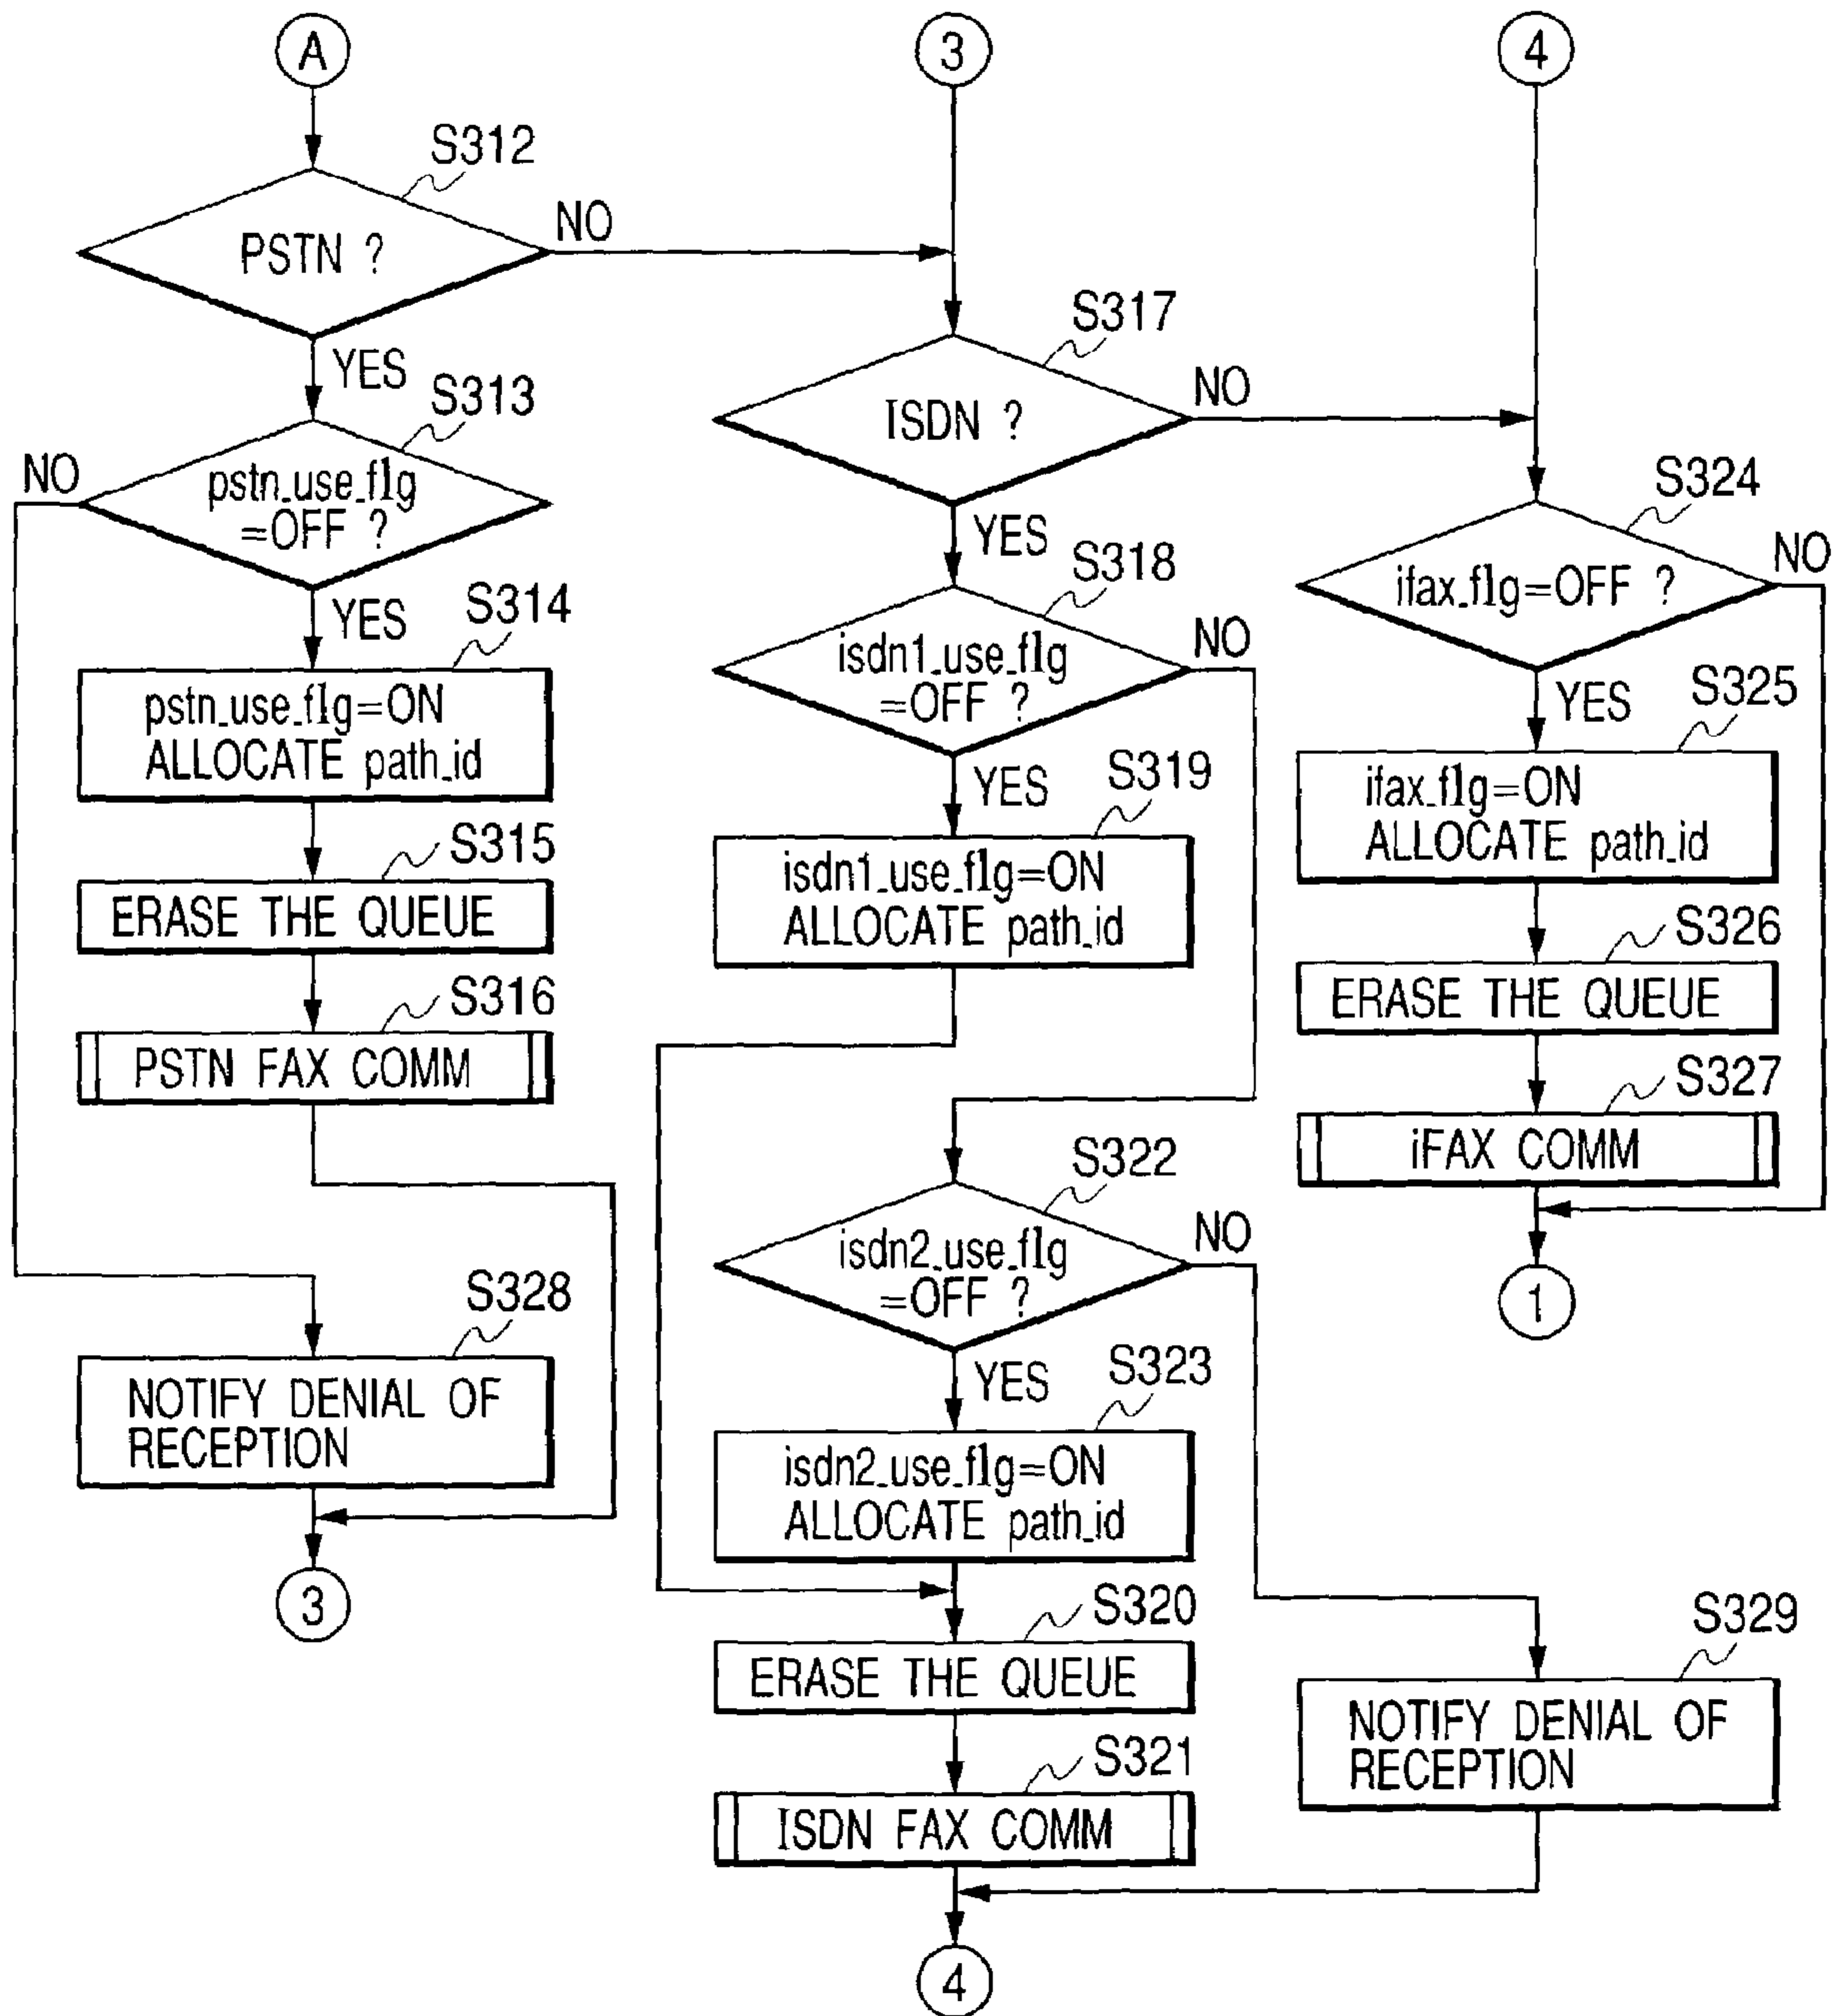 A
S312
PSTN ?
NO
YES
S313
pstn_use_flg
=OFF ?
NO
YES
S314
pstn_use_flg=ON
ALLOCATE path_id
S315
ERASE THE QUEUE
S316
PSTN FAX COMM
S328
NOTIFY DENIAL OF
RECEPTION
3
3
S317
ISDN ?
NO
YES
S318
isdn1_use_flg
=OFF ?
NO
YES
S319
isdn1_use_flg=ON
ALLOCATE path_id
S322
isdn2_use_flg
=OFF ?
NO
YES
S323
isdn2_use_flg=ON
ALLOCATE path_id
S320
ERASE THE QUEUE
S321
ISDN FAX COMM
4
4
S324
ifax_flg=OFF ?
NO
YES
S325
ifax_flg=ON
ALLOCATE path_id
S326
ERASE THE QUEUE
S327
iFAX COMM
1
S329
NOTIFY DENIAL OF
RECEPTION